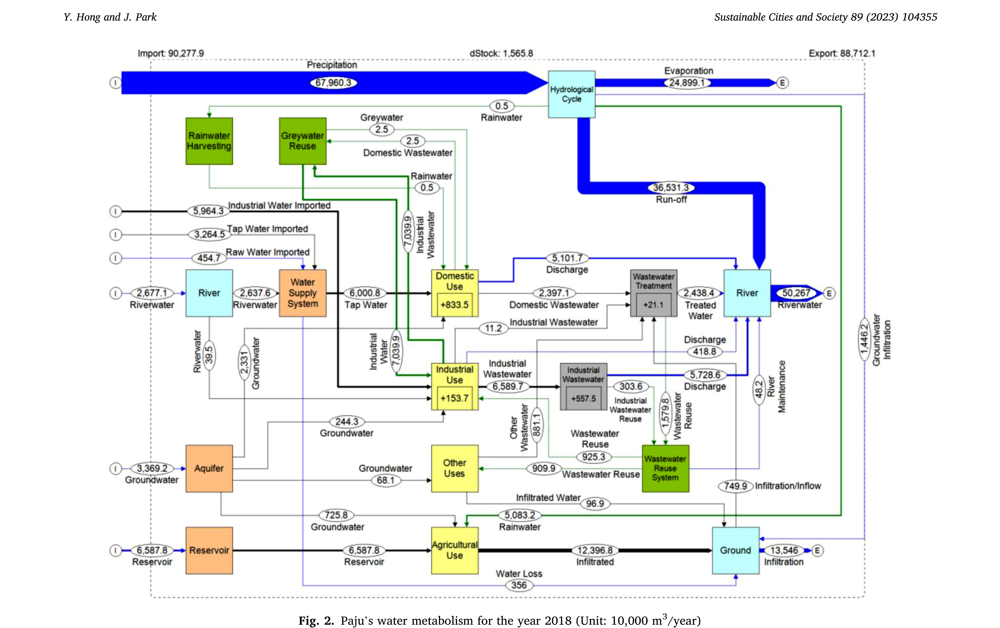 Y. Hong and J. Park
Sustainable Cities and Society 89 (2023) 104355
Import: 90,277.9
dStock: 1,565.8
Export: 88,712.1
Precipitation
I
67,960.3
Hydrological
Cycle
Evaporation
24,899.1
E
0.5
Rainwater
Rainwater
Harvesting
Greywater
Reuse
Greywater
2.5
2.5
Domestic Wastewater
Rainwater
0.5
36,531.3
Run-off
I
5,964.3
Industrial Water Imported
I
3,264.5
Tap Water Imported
I
454.7
Raw Water Imported
7,039.9
Industrial
Wastewater
I
2,677.1
Riverwater
River
2,637.6
Riverwater
Water
Supply
System
6,000.8
Tap Water
Domestic
Use
+833.5
5,101.7
Discharge
2,397.1
Domestic Wastewater
Wastewater
Treatment
+21.1
2,438.4
Treated
Water
River
50,267
E
Riverwater
11.2
Industrial Wastewater
Riverwater
39.5
2,331
Groundwater
Industrial
Water
7,039.9
Discharge
418.8
1,446.2
Groundwater
Infiltration
Industrial
Use
+153.7
Industrial
Wastewater
6,589.7
Industrial
Wastewater
+557.5
5,728.6
Discharge
303.6
Industrial
Wastewater
Reuse
1,579.8
Wastewater
Reuse
48.2
River
Maintenance
244.3
Groundwater
Other
Wastewater
881.1
Wastewater
Reuse
925.3
I
3,369.2
Groundwater
Aquifer
Groundwater
68.1
Other
Uses
909.9
Wastewater Reuse
Wastewater
Reuse
System
749.9
Infiltration/Inflow
Infiltrated Water
96.9
725.8
Groundwater
5,083.2
Rainwater
I
6,587.8
Reservoir
Reservoir
6,587.8
Reservoir
Agricultural
Use
12,396.8
Infiltrated
Ground
13,546
E
Infiltration
Water Loss
356
Fig. 2. Paju's water metabolism for the year 2018 (Unit: 10,000 m³/year)